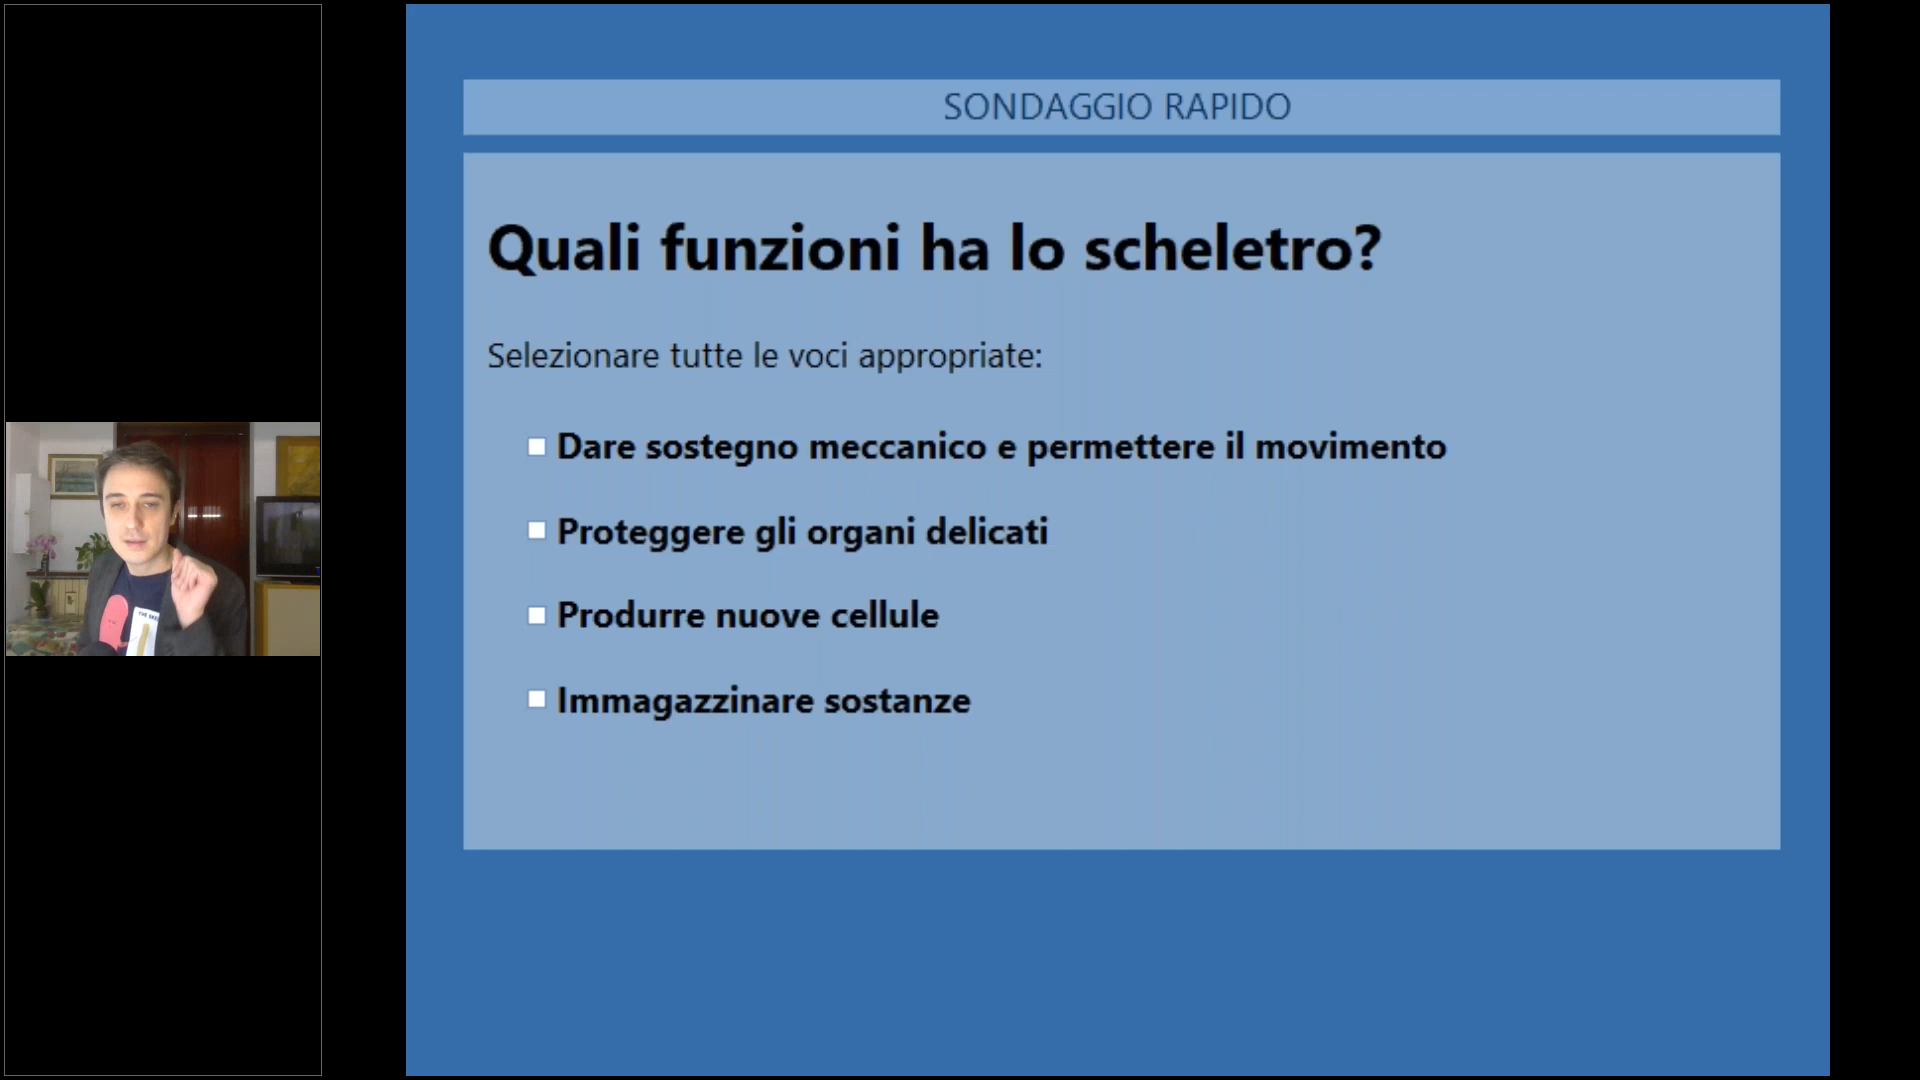 SONDAGGIO RAPIDO
Quali funzioni ha lo scheletro?
Selezionare tutte le voci appropriate:
Dare sostegno meccanico e permettere il movimento
Proteggere gli organi delicati
Produrre nuove cellule
Immagazzinare sostanze